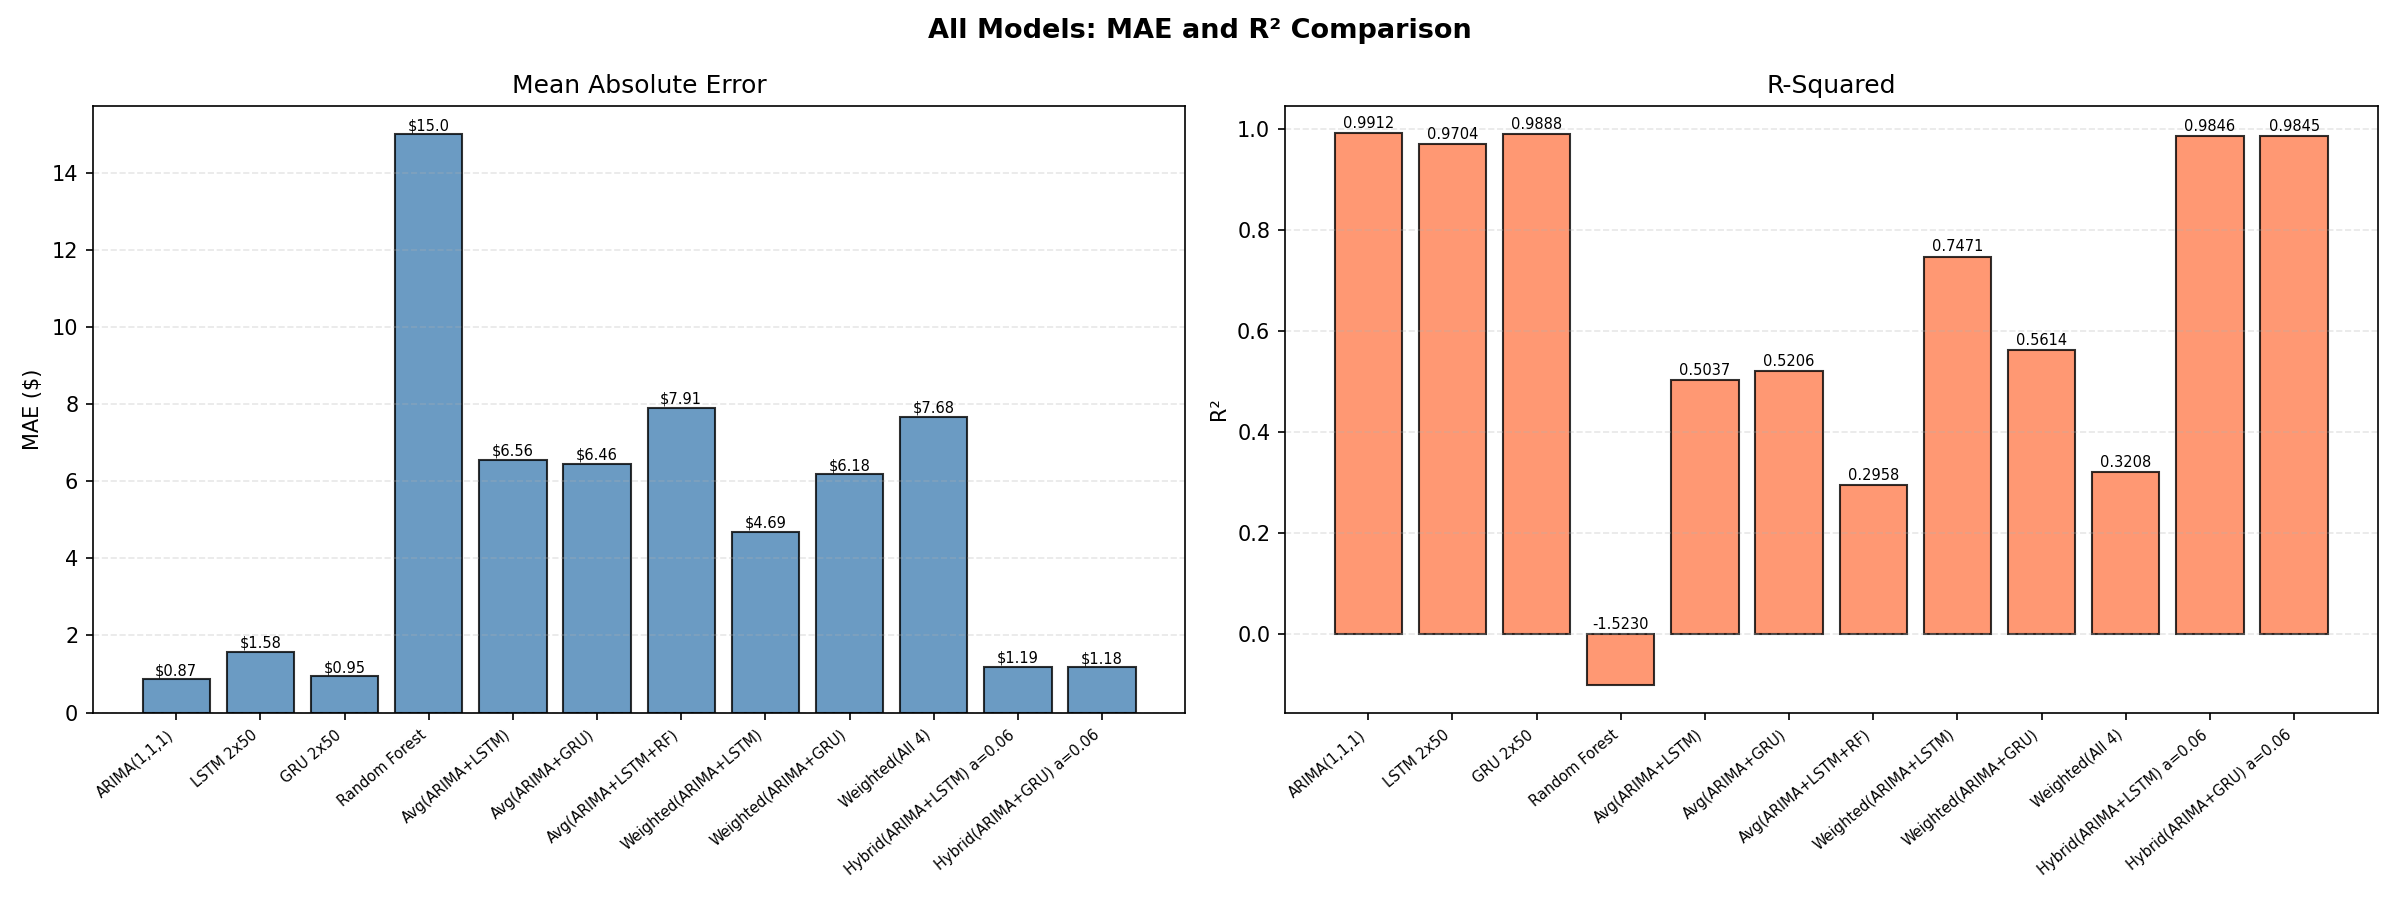 All Models: MAE and R² Comparison
Mean Absolute Error
MAE ($)
14
12
10
8
6
4
2
0
$0.87
$1.58
$0.95
$15.0
$6.56
$6.46
$7.91
$4.69
$6.18
$7.68
$1.19
$1.18
ARIMA(1,1,1)
LSTM 2x50
GRU 2x50
Random Forest
Avg(ARIMA+LSTM)
Avg(ARIMA+GRU)
Avg(ARIMA+LSTM+RF)
Weighted(ARIMA+LSTM)
Weighted(ARIMA+GRU)
Weighted(All 4)
Hybrid(ARIMA+LSTM) a=0.06
Hybrid(ARIMA+GRU) a=0.06
R-Squared
R²
1.0
0.8
0.6
0.4
0.2
0.0
0.9912
0.9704
0.9888
-1.5230
0.5037
0.5206
0.2958
0.7471
0.5614
0.3208
0.9846
0.9845
ARIMA(1,1,1)
LSTM 2x50
GRU 2x50
Random Forest
Avg(ARIMA+LSTM)
Avg(ARIMA+GRU)
Avg(ARIMA+LSTM+RF)
Weighted(ARIMA+LSTM)
Weighted(ARIMA+GRU)
Weighted(All 4)
Hybrid(ARIMA+LSTM) a=0.06
Hybrid(ARIMA+GRU) a=0.06